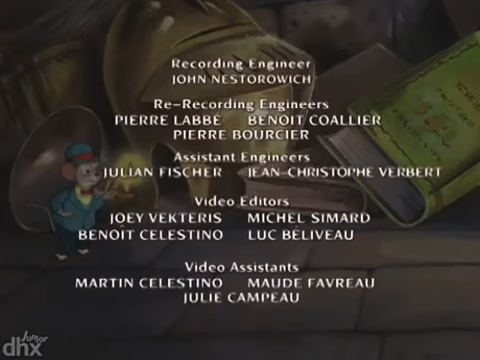 Recording Engineer
JOHN NESTOROWICH
Re-Recording Engineers
PIERRE LABBÉ BENOIT COALLIER
PIERRE BOURCIER
Assistant Engineers
JULIAN FISCHER JEAN-CHRISTOPHE VERBERT
Video Editors
JOEY VEKTERIS MICHEL SIMARD
BENOÎT CELESTINO LUC BÉLIVEAU
Video Assistants
MARTIN CELESTINO MAUDE FAVREAU
JULIE CAMPEAU
dhx Junior